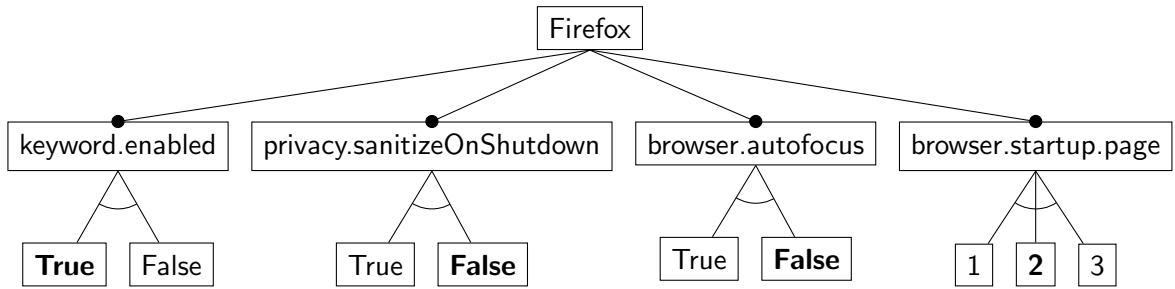 Firefox
keyword.enabled privacy.sanitizeOnShutdown browser.autofocus browser.startup.page
True False True False True False 1 2 3